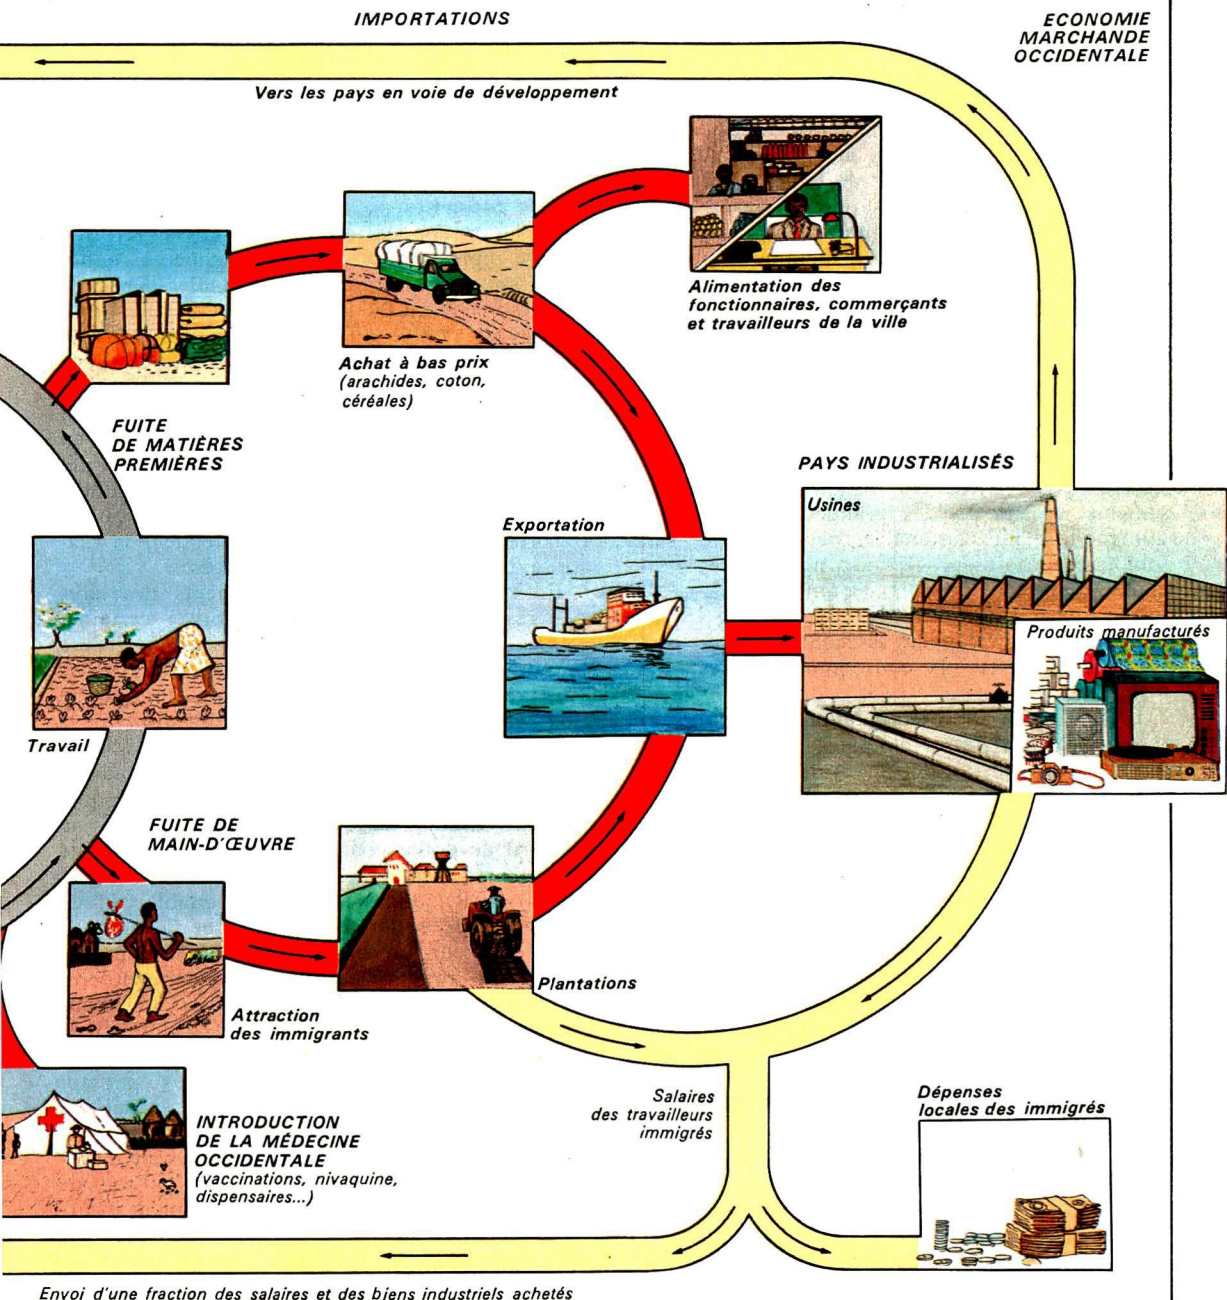 IMPORTATIONS
ECONOMIE
MARCHANDE
OCCIDENTALE
Vers les pays en voie de développement
Alimentation des
fonctionnaires, commerçants
et travailleurs de la ville
Achat à bas prix
(arachides, coton,
céréales)
FUITE
DE MATIÈRES
PREMIÈRES
PAYS INDUSTRIALISÉS
Usines
Exportation
Produits manufacturés
Travail
FUITE DE
MAIN-D'ŒUVRE
Plantations
Attraction
des immigrants
Salaires
des travailleurs
immigrés
Dépenses
locales des immigrés
INTRODUCTION
DE LA MÉDECINE
OCCIDENTALE
(vaccinations, nivaquine,
dispensaires...)
Envoi d'une fraction des salaires et des biens industriels achetés